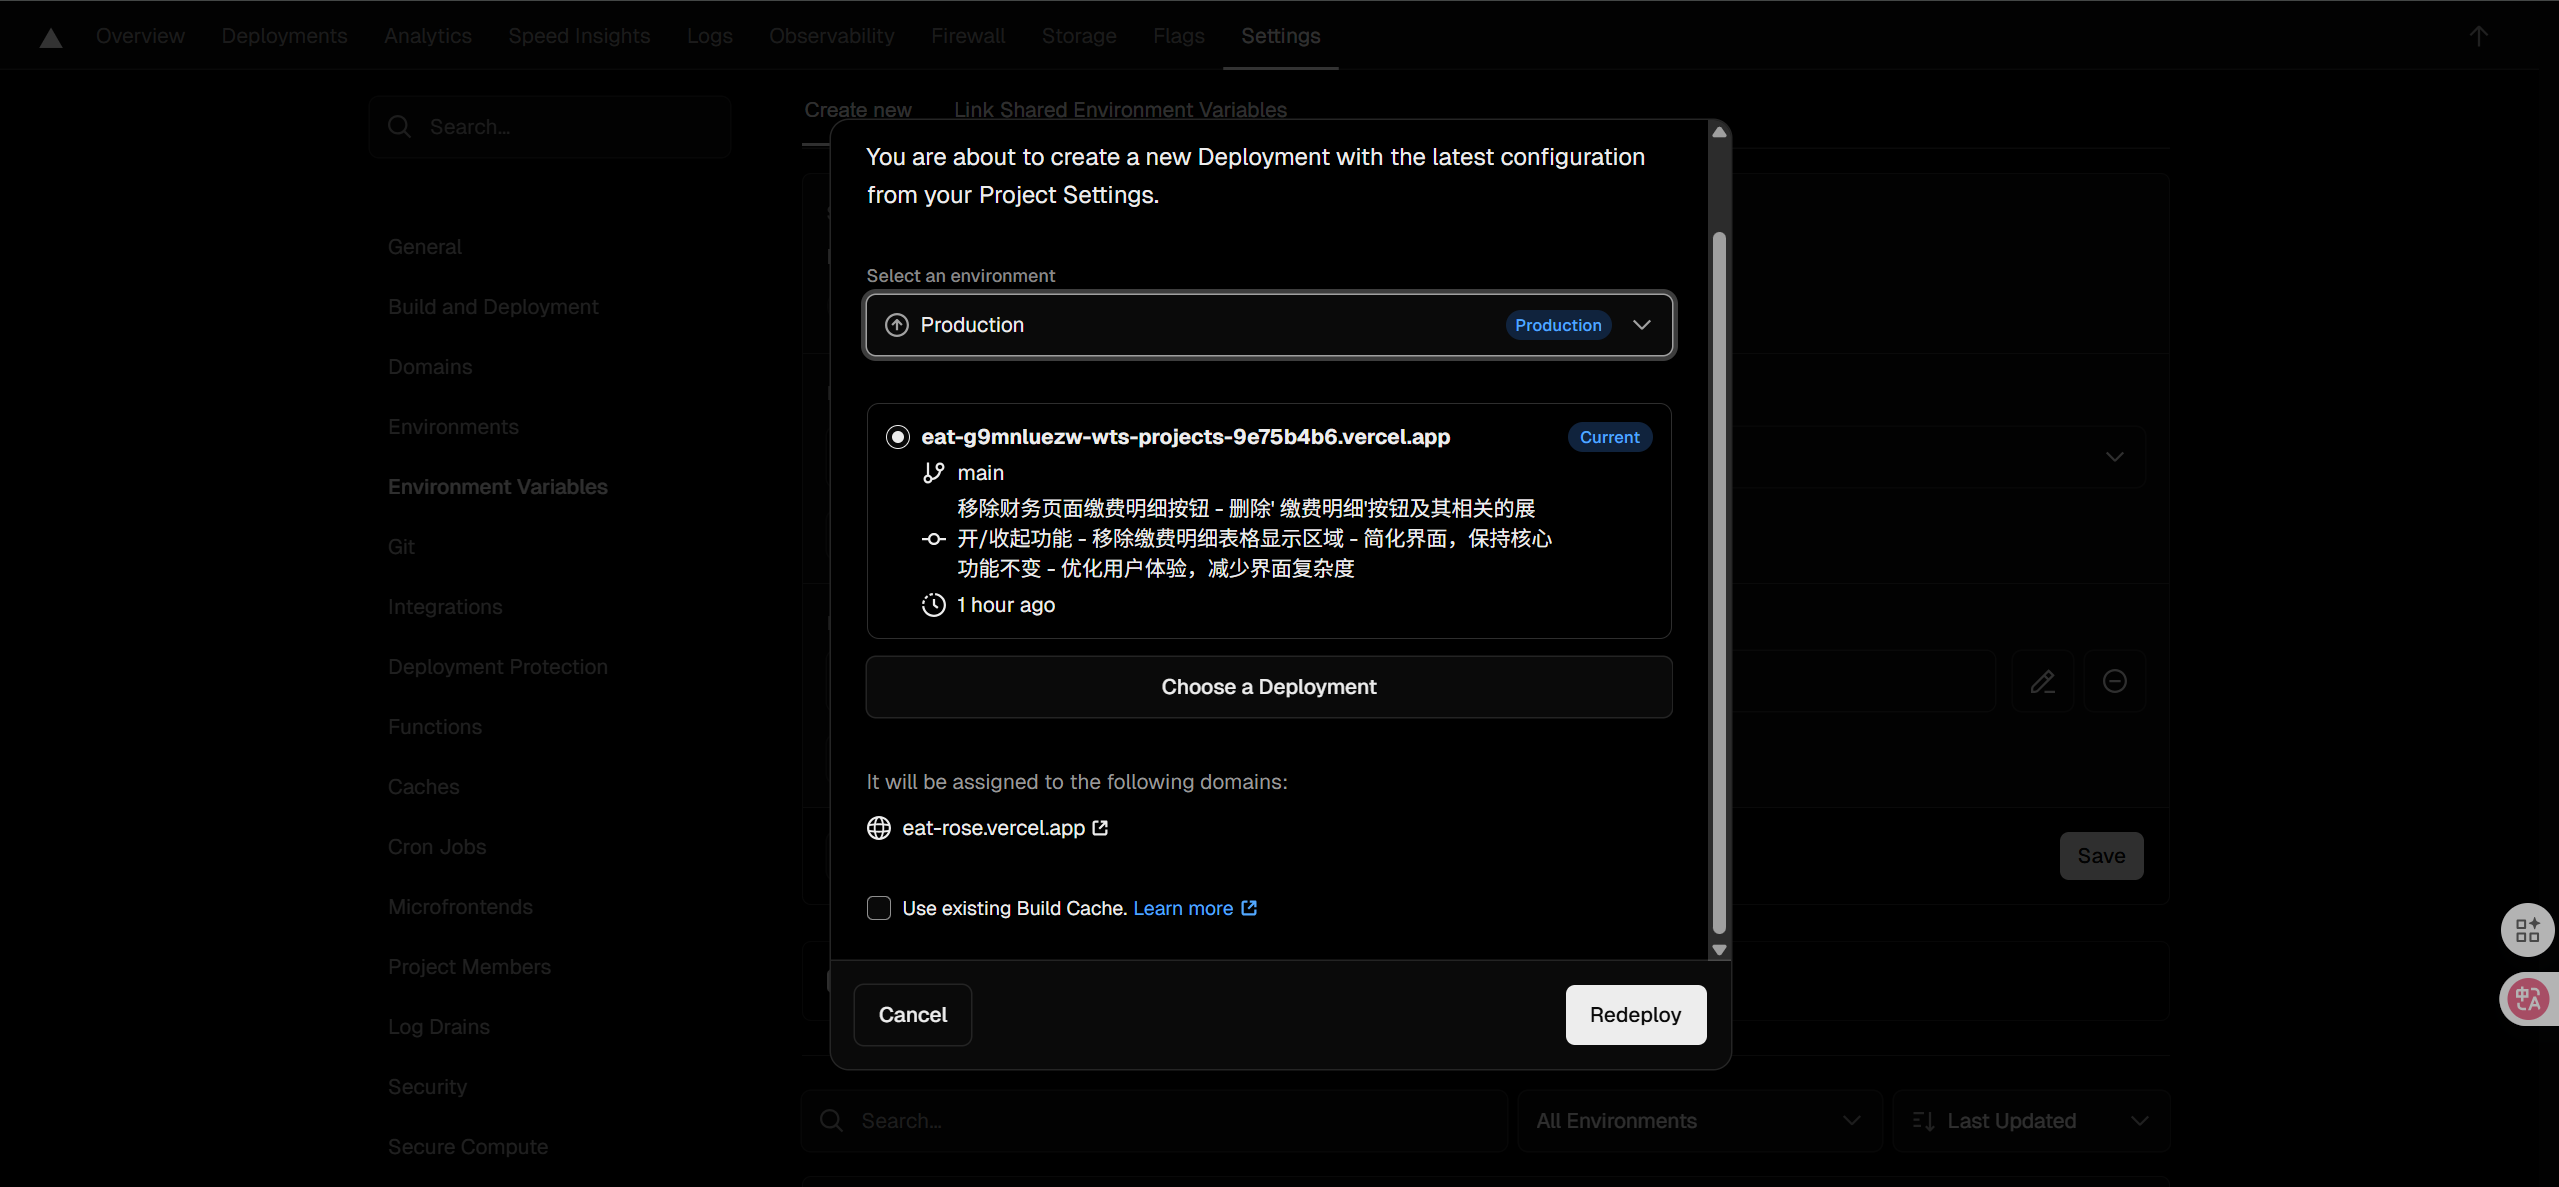 Overview Deployments Analytics Speed Insights Logs Observability Firewall Storage Flags Settings
Search...
General
Build and Deployment
Domains
Environments
Environment Variables
Git
Integrations
Deployment Protection
Functions
Caches
Cron Jobs
Microfrontends
Project Members
Log Drains
Security
Secure Compute
Create new Link Shared Environment Variables
You are about to create a new Deployment with the latest configuration
from your Project Settings.
Select an environment
Production Production
eat-g9mnluezw-wts-projects-9e75b4b6.vercel.app Current
main
移除财务页面缴费明细按钮 - 删除' 缴费明细'按钮及其相关的展
开/收起功能 - 移除缴费明细表格显示区域 - 简化界面，保持核心
功能不变 - 优化用户体验，减少界面复杂度
1 hour ago
Choose a Deployment
It will be assigned to the following domains:
eat-rose.vercel.app
Use existing Build Cache. Learn more
Cancel Redeploy
Save
Search... All Environments Last Updated